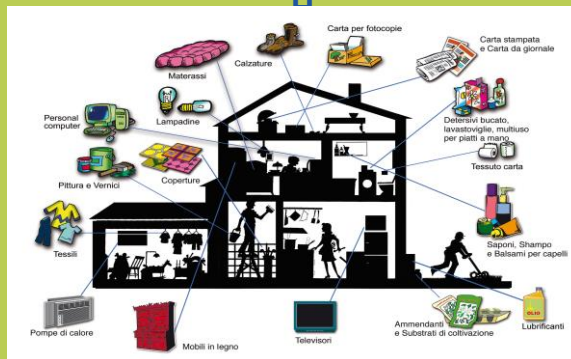 Carta per fotocopie
Calzature
Carta stampata
e Carta da giornale
Materassi
Lampadine
Personal
computer
Detersivi bucato,
lavastoviglie, multiuso
per piatti a mano
Tessuto carta
Pittura e Vernici
Coperture
Tessili
Saponi, Shampo
e Balsami per capelli
Pompe di calore
Mobili in legno
Televisori
Ammendanti
e Substrati di coltivazione
OLIO
Lubrificanti